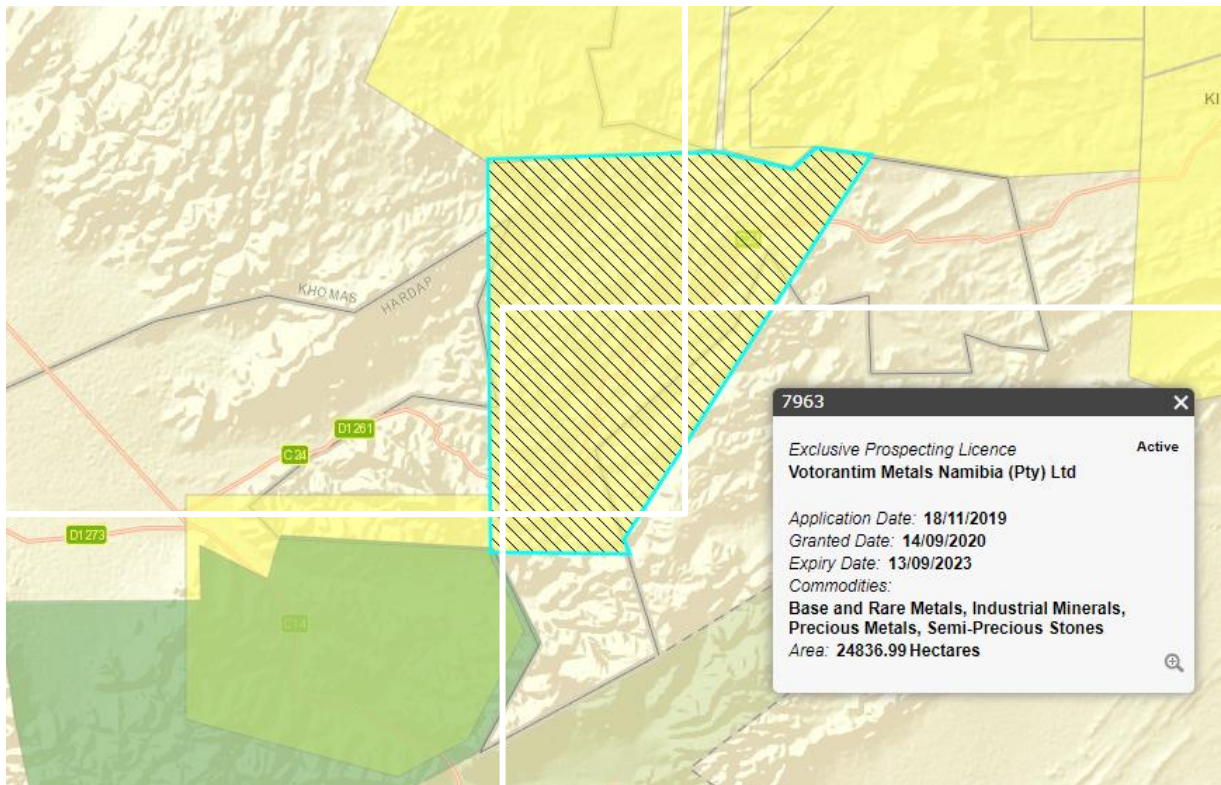 KI
KHOMAS
HARDAP
D1261
C24
D1273
C14
7963
Exclusive Prospecting Licence Active
Votorantim Metals Namibia (Pty) Ltd
Application Date: 18/11/2019
Granted Date: 14/09/2020
Expiry Date: 13/09/2023
Commodities:
Base and Rare Metals, Industrial Minerals,
Precious Metals, Semi-Precious Stones
Area: 24836.99 Hectares